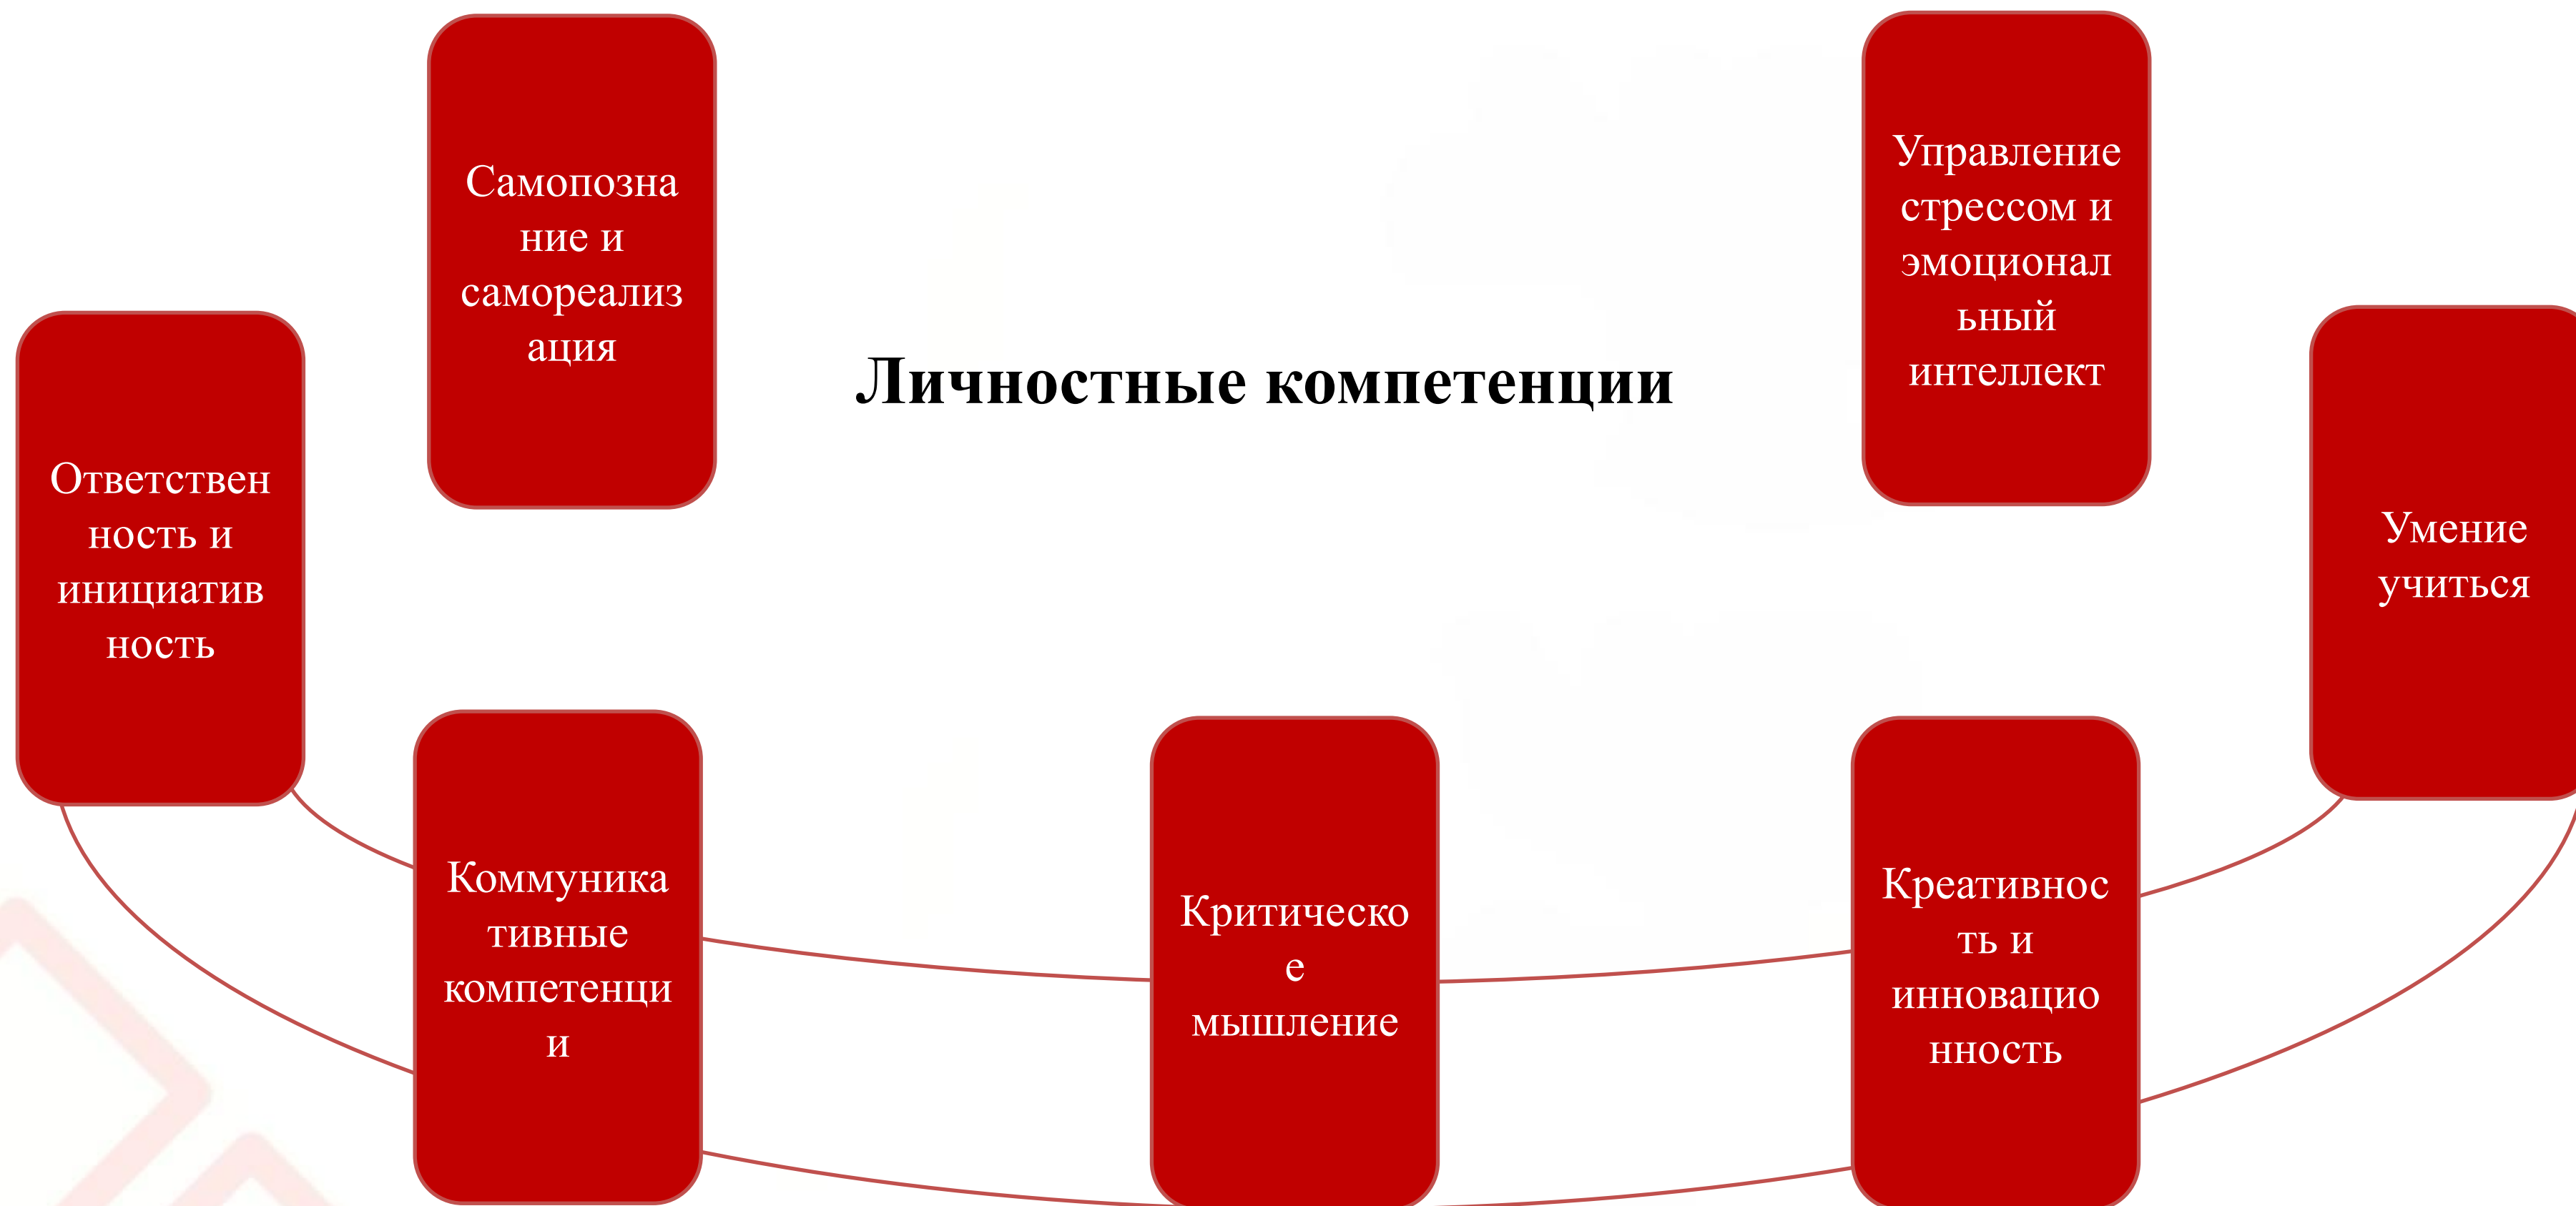 Самопозна
ние и
самореализ
ация
Управление
стрессом и
эмоционал
ьный
интеллект
Личностные компетенции
Ответствен
ность и
инициатив
ность
Умение
учиться
Коммуника
тивные
компетенци
и
Критическо
е
мышление
Креативнос
ть и
инновацио
нность